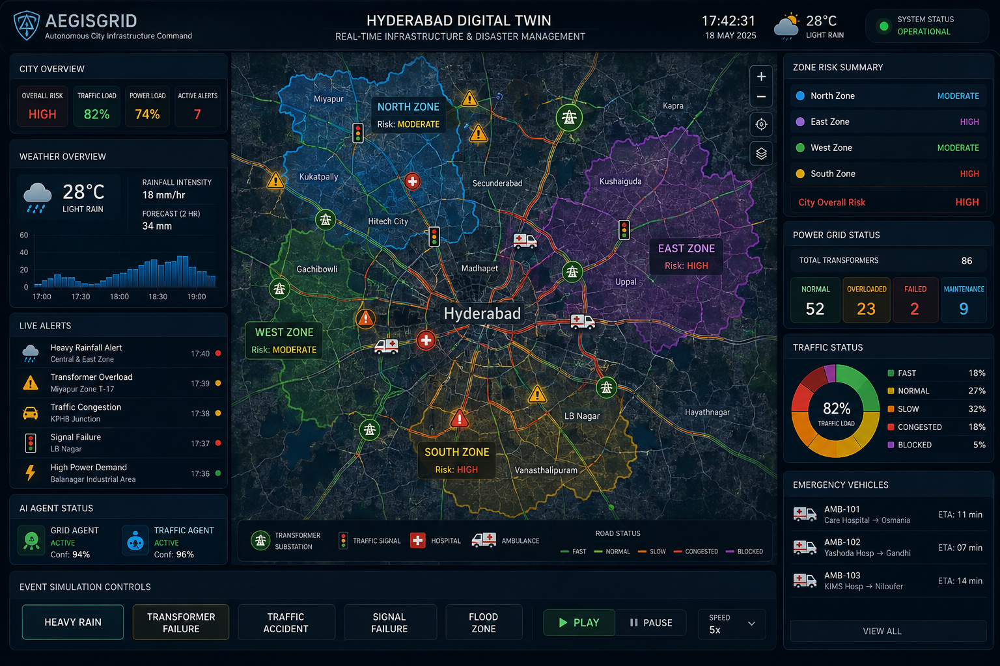 AEGISGRID
Autonomous City Infrastructure Command
HYDERABAD DIGITAL TWIN
REAL-TIME INFRASTRUCTURE & DISASTER MANAGEMENT
17:42:31
18 MAY 2025
28°C
LIGHT RAIN
SYSTEM STATUS
OPERATIONAL
CITY OVERVIEW
OVERALL RISK
HIGH
TRAFFIC LOAD
82%
POWER LOAD
74%
ACTIVE ALERTS
7
WEATHER OVERVIEW
28°C
LIGHT RAIN
RAINFALL INTENSITY
18 mm/hr
FORECAST (2 HR)
34 mm
60
40
20
0
17:00 17:30 18:00 18:30 19:00
LIVE ALERTS
Heavy Rainfall Alert
Central & East Zone
17:40
Transformer Overload
Miyapur Zone T-17
17:39
Traffic Congestion
KPHB Junction
17:38
Signal Failure
LB Nagar
17:37
High Power Demand
Balanagar Industrial Area
17:36
AI AGENT STATUS
GRID AGENT
ACTIVE
Conf: 94%
TRAFFIC AGENT
ACTIVE
Conf: 96%
Miyapur
NORTH ZONE
Risk: MODERATE
Kapra
Kukatpally
Secunderabad
Kushaiguda
Hitech City
EAST ZONE
Risk: HIGH
Gachibowli
Madhapet
Uppal
Hyderabad
WEST ZONE
Risk: MODERATE
LB Nagar
Hayathnagar
SOUTH ZONE
Risk: HIGH
Vanasthalipuram
+
−
TRANSFORMER
SUBSTATION
TRAFFIC SIGNAL
HOSPITAL
AMBULANCE
ROAD STATUS
FAST NORMAL SLOW CONGESTED BLOCKED
ZONE RISK SUMMARY
North Zone MODERATE
East Zone HIGH
West Zone MODERATE
South Zone HIGH
City Overall Risk HIGH
POWER GRID STATUS
TOTAL TRANSFORMERS 86
NORMAL
52
OVERLOADED
23
FAILED
2
MAINTENANCE
9
TRAFFIC STATUS
82%
TRAFFIC LOAD
FAST 18%
NORMAL 27%
SLOW 32%
CONGESTED 18%
BLOCKED 5%
EMERGENCY VEHICLES
AMB-101
Care Hospital → Osmania
ETA: 11 min
AMB-102
Yashoda Hosp → Gandhi
ETA: 07 min
AMB-103
KIMS Hosp → Niloufer
ETA: 14 min
VIEW ALL
EVENT SIMULATION CONTROLS
HEAVY RAIN
TRANSFORMER
FAILURE
TRAFFIC
ACCIDENT
SIGNAL
FAILURE
FLOOD
ZONE
PLAY
PAUSE
SPEED
5x